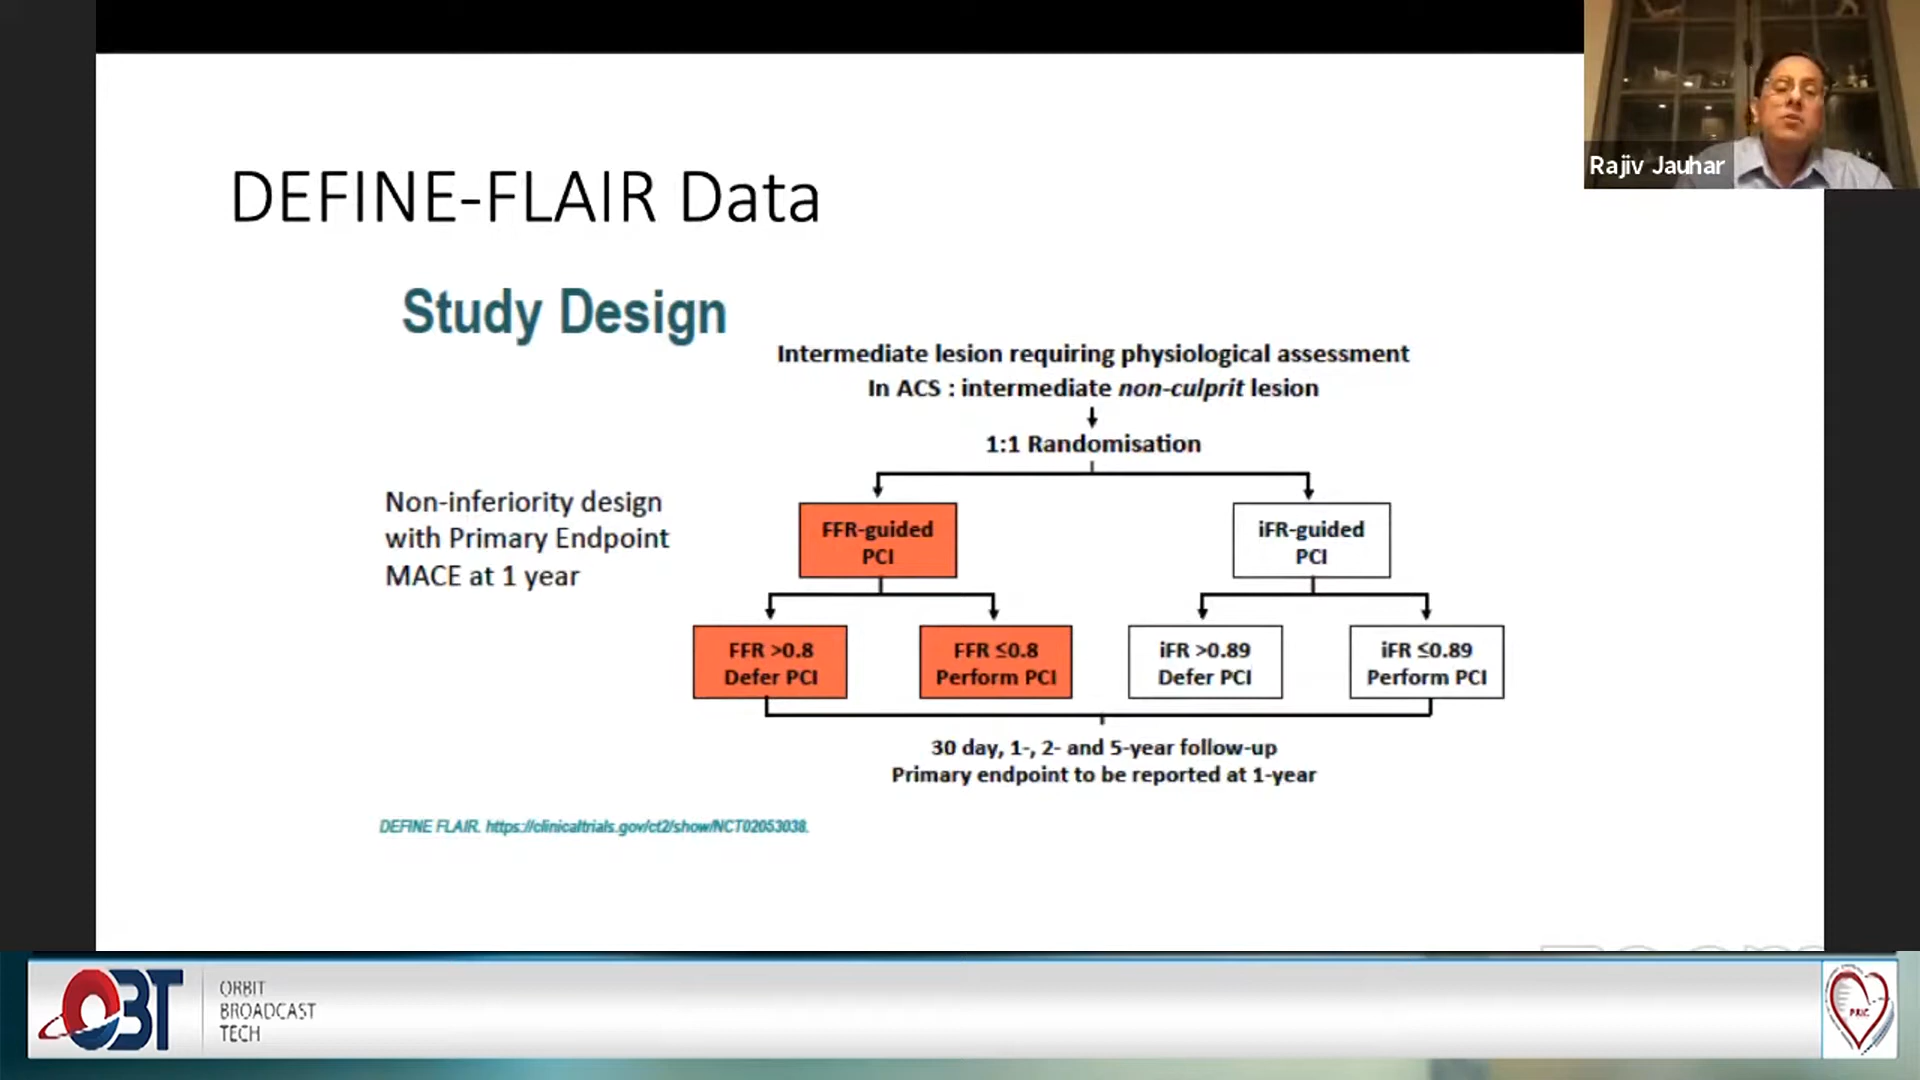 Rajiv Jauhar
DEFINE-FLAIR Data
Study Design
Intermediate lesion requiring physiological assessment
In ACS : intermediate non-culprit lesion
1:1 Randomisation
Non-inferiority design
with Primary Endpoint
MACE at 1 year
FFR-guided
PCI
iFR-guided
PCI
FFR >0.8
Defer PCI
FFR ≤0.8
Perform PCI
iFR >0.89
Defer PCI
iFR ≤0.89
Perform PCI
30 day, 1-, 2- and 5-year follow-up
Primary endpoint to be reported at 1-year
DEFINE FLAIR. https://clinicaltrials.gov/ct2/show/NCT02053038.
OBT
ORBIT
BROADCAST
TECH